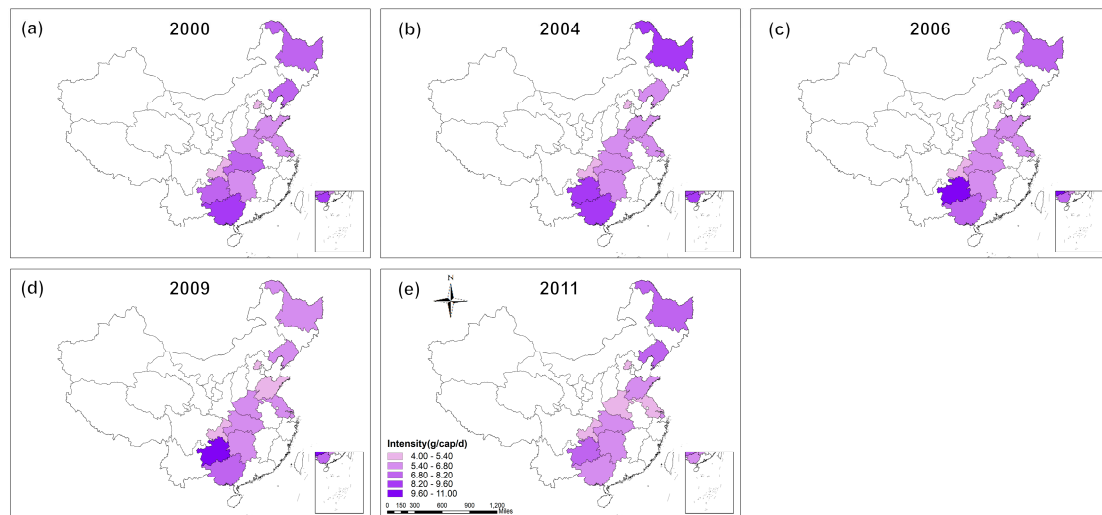 (a)
2000
(b)
2004
(c)
2006
(d)
2009
(e)
N
2011
Intensity(g/cap/d)
4.00 - 5.40
5.40 - 6.80
6.80 - 8.20
8.20 - 9.60
9.60 - 11.00
0 150 300 600 900 1,200
Miles